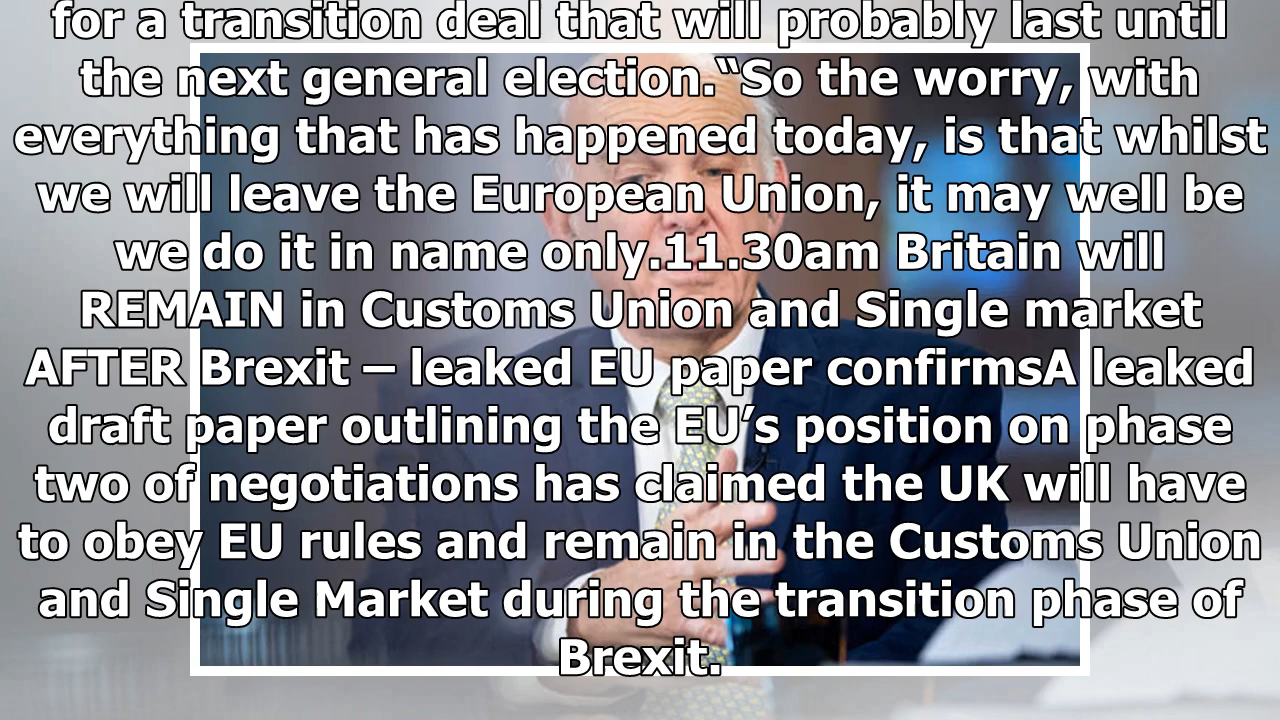 for a transition deal that will probably last until
the next general election.“So the worry, with
everything that has happened today, is that whilst
we will leave the European Union, it may well be
we do it in name only.11.30am Britain will
REMAIN in Customs Union and Single market
AFTER Brexit – leaked EU paper confirmsA leaked
draft paper outlining the EU’s position on phase
two of negotiations has claimed the UK will have
to obey EU rules and remain in the Customs Union
and Single Market during the transition phase of
Brexit.